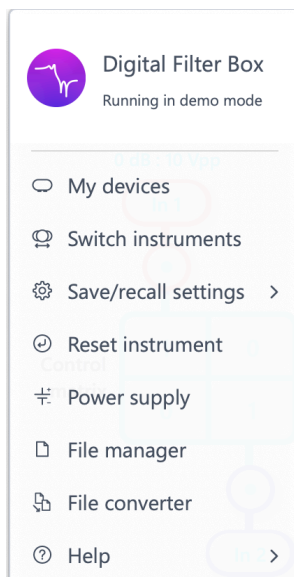 Digital Filter Box
Running in demo mode
My devices
Switch instruments
Save/recall settings
Reset instrument
Control
Power supply
File manager
File converter
Help